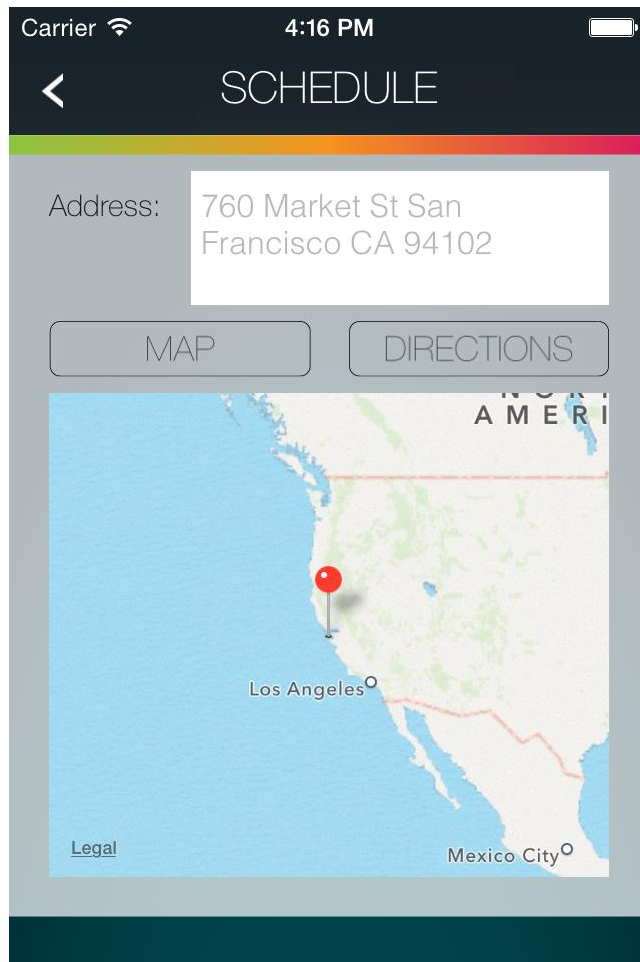 Carrier 4:16 PM
SCHEDULE
Address:
760 Market St San
Francisco CA 94102
MAP DIRECTIONS
AMERI
Los Angeles
Legal
Mexico City